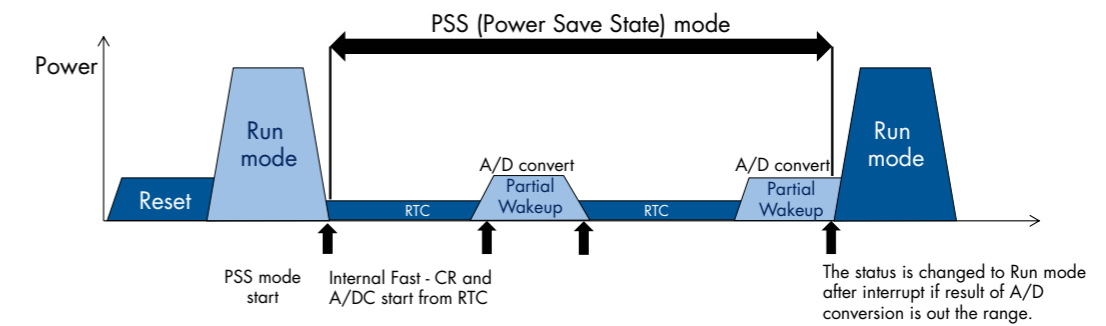 PSS (Power Save State) mode
Power
Run
mode
Run
mode
A/D convert
A/D convert
Partial
Wakeup
Partial
Wakeup
Reset
RTC
RTC
PSS mode
start
Internal Fast - CR and
A/DC start from RTC
The status is changed to Run mode
after interrupt if result of A/D
conversion is out the range.